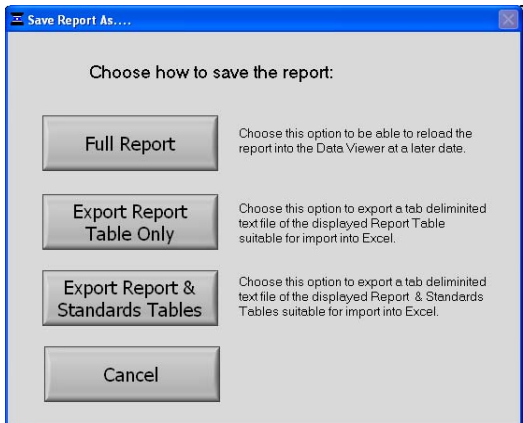 Save Report As....
Choose how to save the report:
Full Report
Choose this option to be able to reload the
report into the Data Viewer at a later date.
Export Report
Table Only
Choose this option to export a tab deliminited
text file of the displayed Report Table
suitable for import into Excel.
Export Report &
Standards Tables
Choose this option to export a tab deliminited
text file of the displayed Report & Standards
Tables suitable for import into Excel.
Cancel